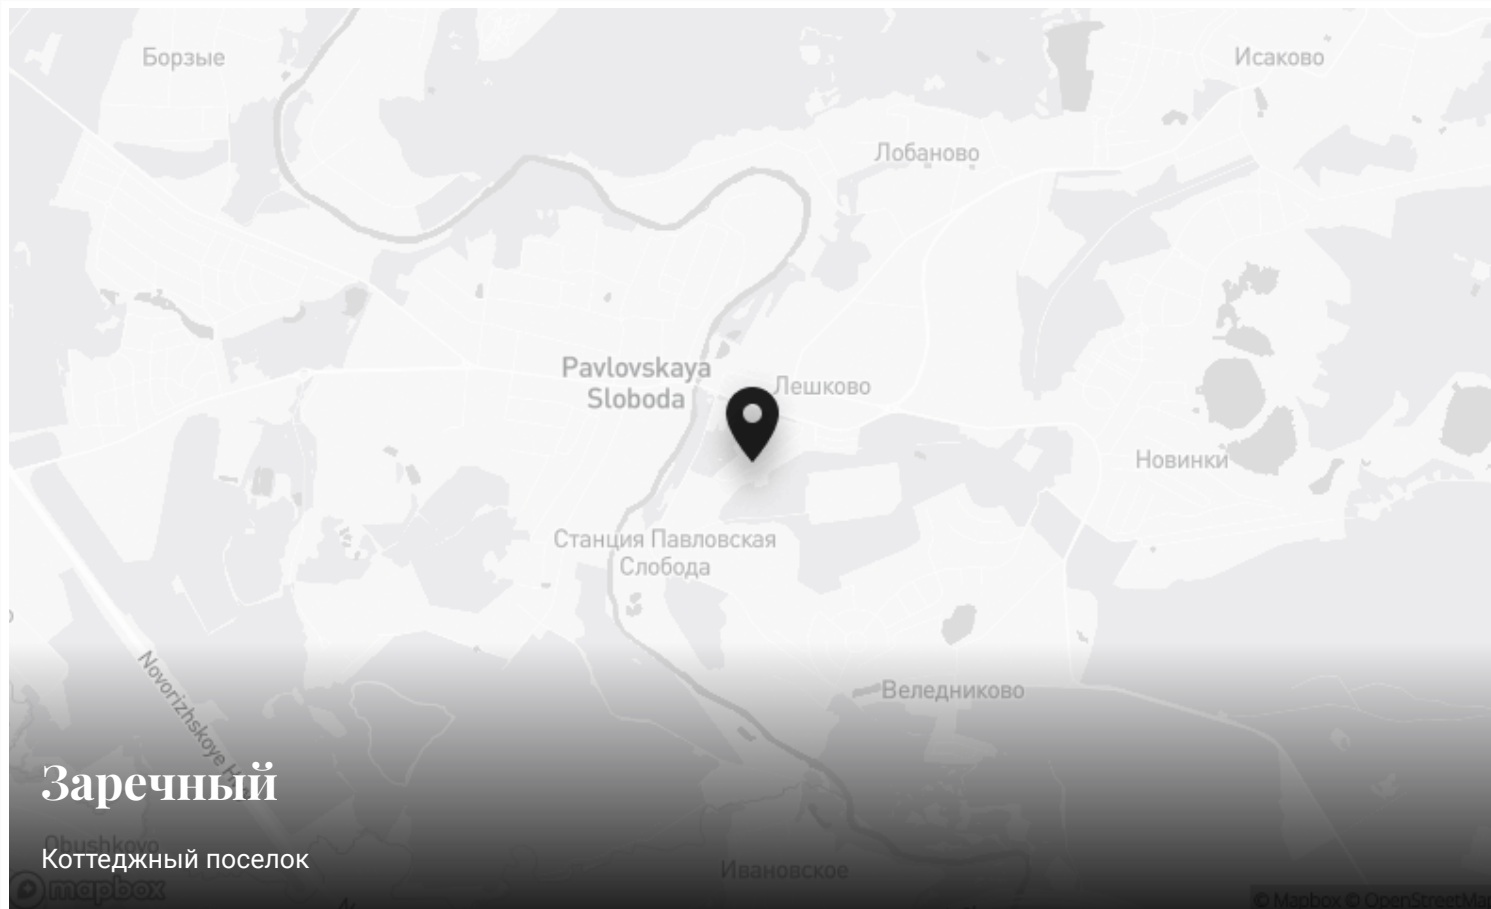 Борзые
Исаково
Лобаново
Pavlovskaya
Sloboda
Лешково
Новинки
Станция Павловская
Слобода
Novorizhskoye
Веледниково
Заречный
Obushkovo
Коттеджный поселок
Ивановское
mapbox
© Mapbox © OpenStreetMap